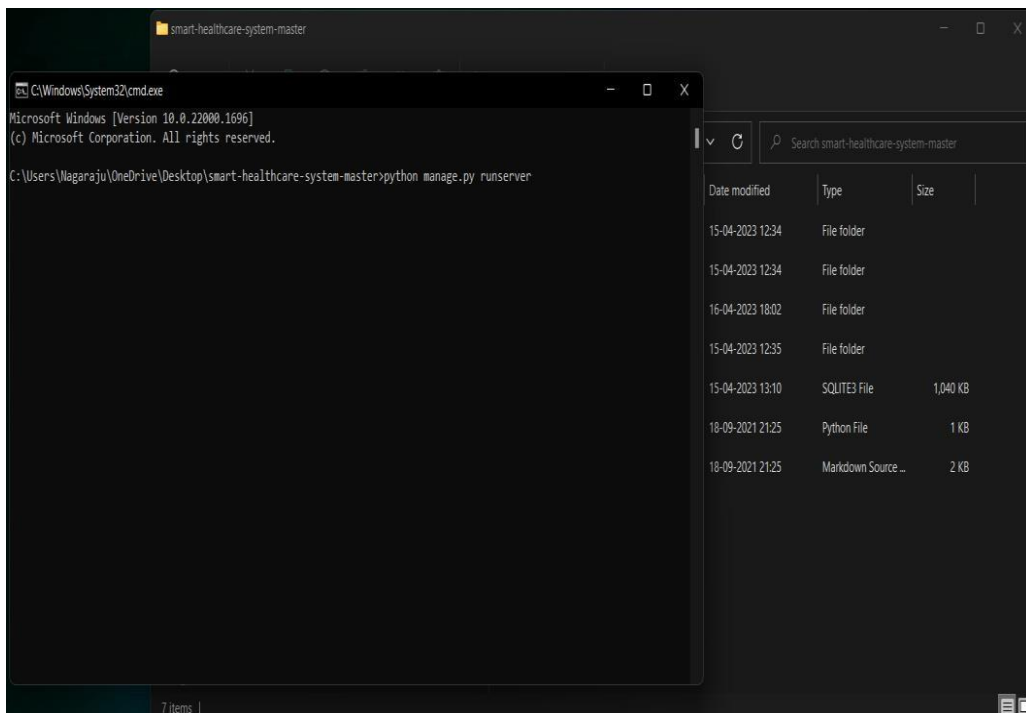 smart-healthcare-system-master
C:\Windows\System32\cmd.exe
Microsoft Windows [Version 10.0.22000.1696]
(c) Microsoft Corporation. All rights reserved.
C:\Users\Nagaraju\OneDrive\Desktop\smart-healthcare-system-master>python manage.py runserver
Search smart-healthcare-system-master
Date modified Type Size
15-04-2023 12:34 File folder
15-04-2023 12:34 File folder
16-04-2023 18:02 File folder
15-04-2023 12:35 File folder
15-04-2023 13:10 SQLITE3 File 1,040 KB
18-09-2021 21:25 Python File 1 KB
18-09-2021 21:25 Markdown Source ... 2 KB
7 items